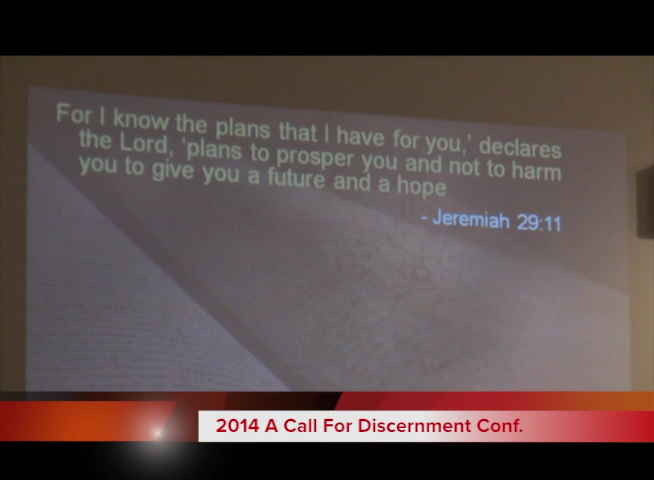 For I know the plans that I have for you,' declares
the Lord, 'plans to prosper you and not to harm
you to give you a future and a hope
- Jeremiah 29:11
2014 A Call For Discernment Conf.